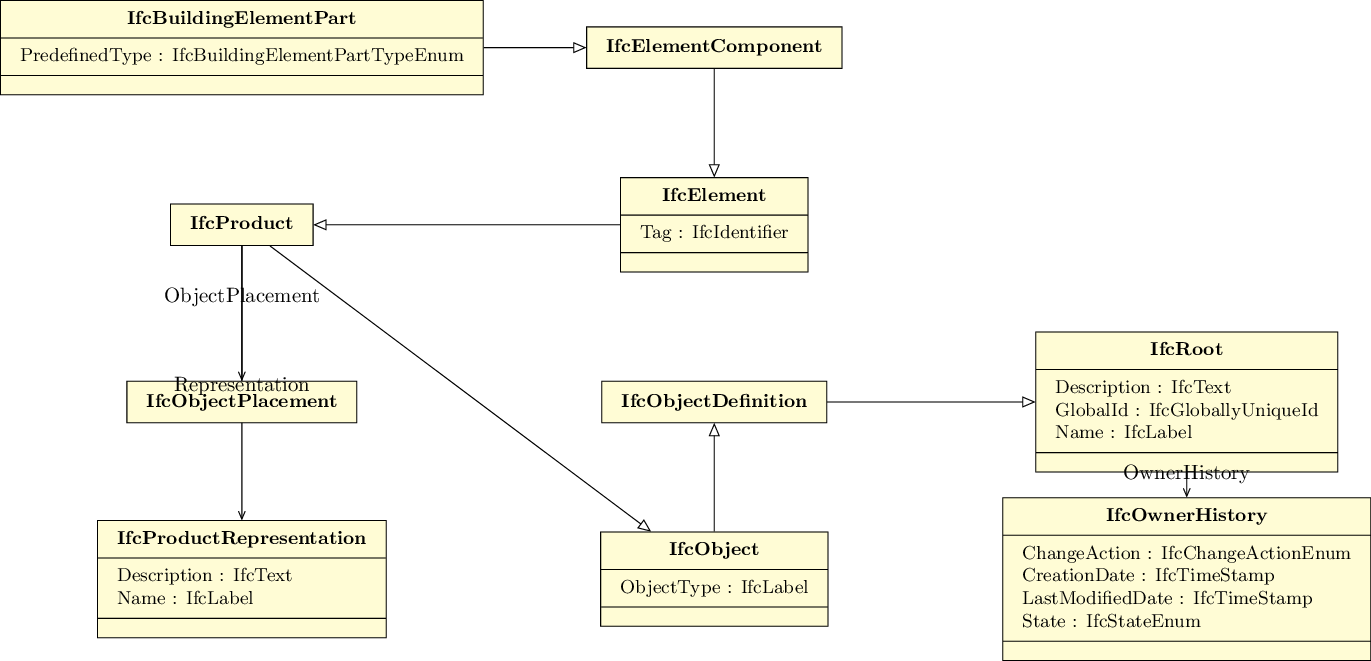 IfcBuildingElementPart
PredefinedType : IfcBuildingElementPartTypeEnum
IfcElementComponent
IfcElement
Tag : IfcIdentifier
IfcProduct
ObjectPlacement
Representation
IfcObjectPlacement
IfcObjectDefinition
IfcRoot
Description : IfcText
GlobalId : IfcGloballyUniqueId
Name : IfcLabel
OwnerHistory
IfcProductRepresentation
Description : IfcText
Name : IfcLabel
IfcObject
ObjectType : IfcLabel
IfcOwnerHistory
ChangeAction : IfcChangeActionEnum
CreationDate : IfcTimeStamp
LastModifiedDate : IfcTimeStamp
State : IfcStateEnum